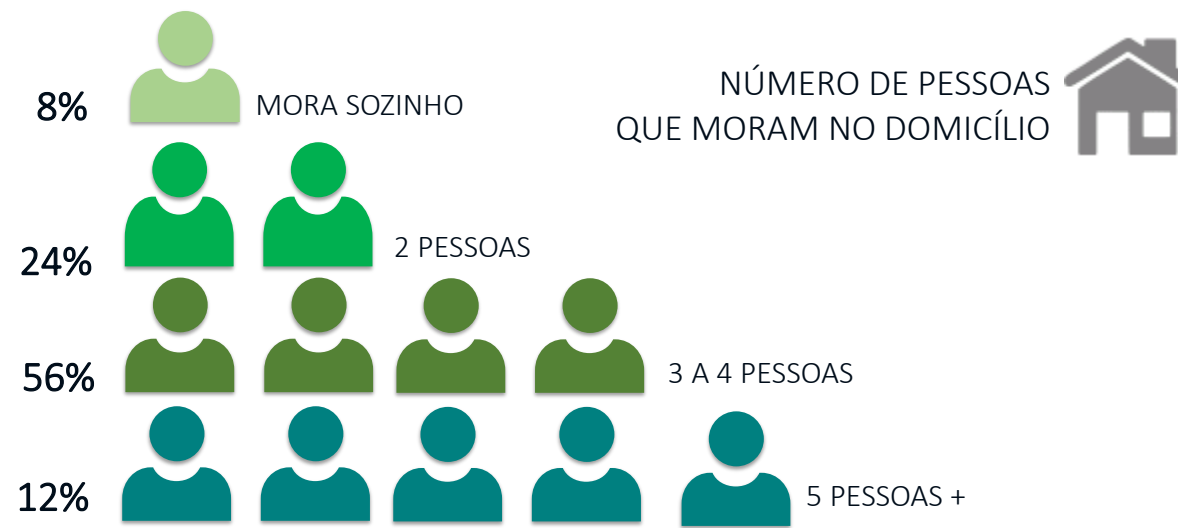 NÚMERO DE PESSOAS
QUE MORAM NO DOMICÍLIO
8% MORA SOZINHO
24% 2 PESSOAS
56% 3 A 4 PESSOAS
12% 5 PESSOAS +